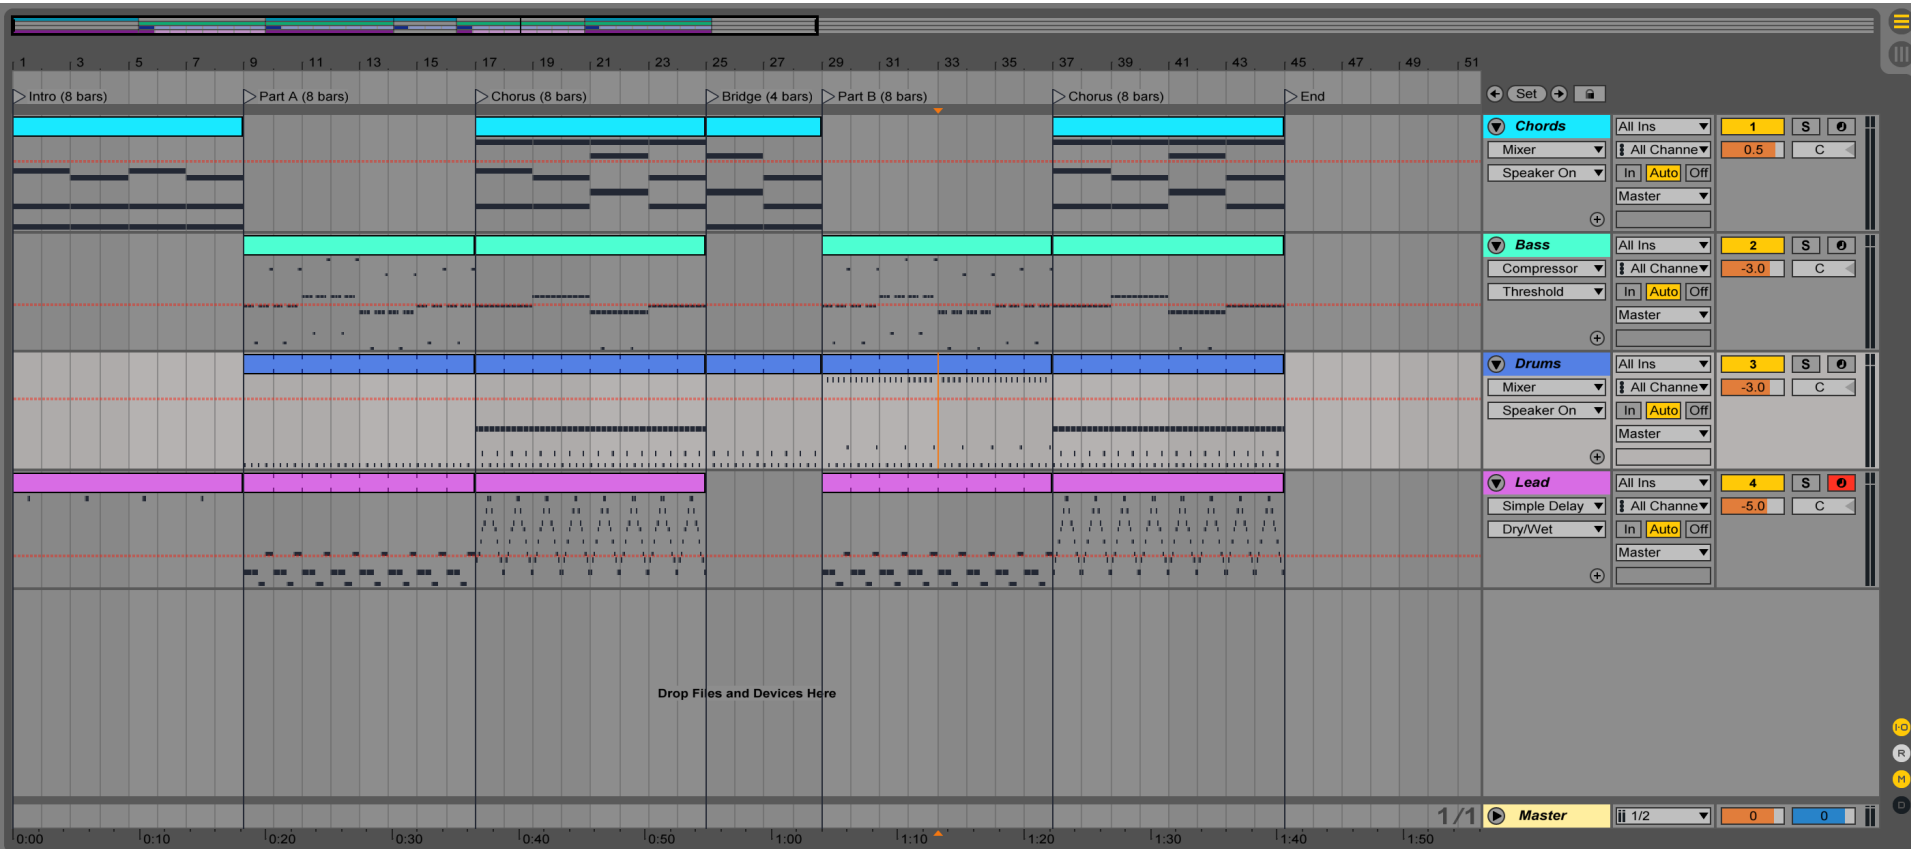 1 3 5 7 9 11 13 15 17 19 21 23 25 27 29 31 33 35 37 39 41 43 45 47 49 51
Intro (8 bars) Part A (8 bars) Chorus (8 bars) Bridge (4 bars) Part B (8 bars) Chorus (8 bars) End
Set
Chords All Ins 1 S
Mixer All Channe 0.5 C
Speaker On In Auto Off
Master
Bass All Ins 2 S
Compressor All Channe -3.0 C
Threshold In Auto Off
Master
Drums All Ins 3 S
Mixer All Channe -3.0 C
Speaker On In Auto Off
Master
Lead All Ins 4 S
Simple Delay All Channe -5.0 C
Dry/Wet In Auto Off
Master
Drop Files and Devices Here
I-O
R
M
D
1/1 Master 1/2 0 0
0:00 0:10 0:20 0:30 0:40 0:50 1:00 1:10 1:20 1:30 1:40 1:50